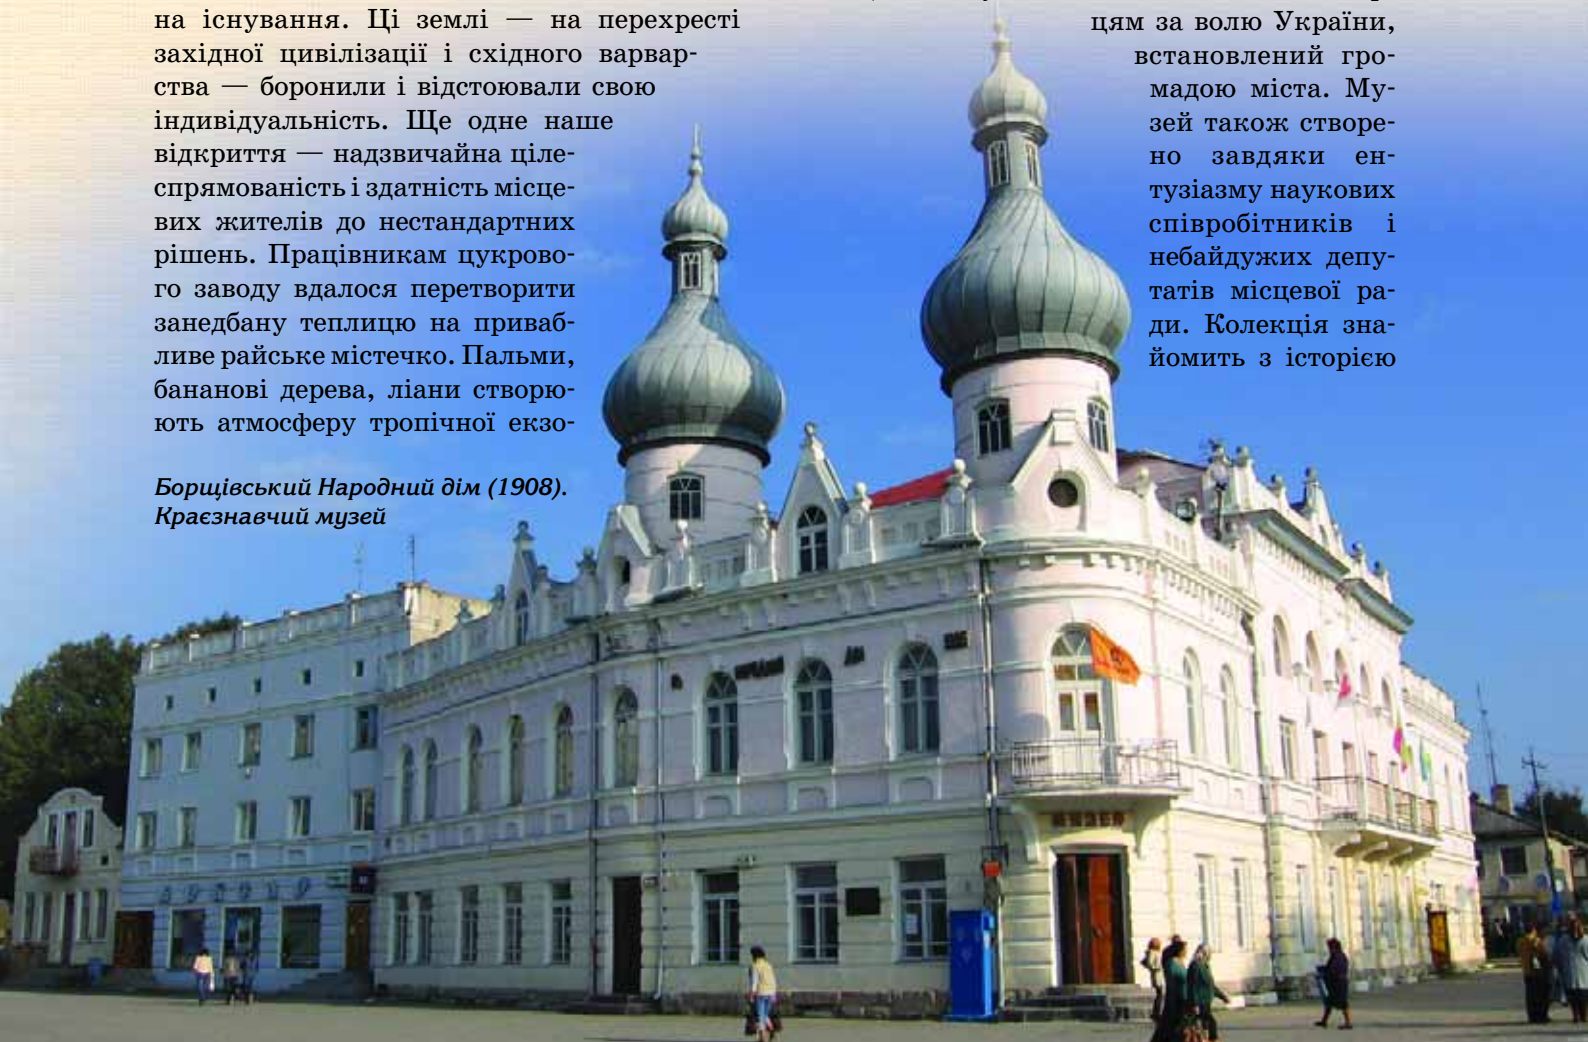 на існування. Ці землі — на перехресті
західної цивілізації і східного варвар-
ства — боронили і відстоювали свою
індивідуальність. Ще одне наше
відкриття — надзвичайна ціле-
спрямованість і здатність місце-
вих жителів до нестандартних
рішень. Працівникам цукрово-
го заводу вдалося перетворити
занедбану теплицю на приваб-
ливе райське містечко. Пальми,
бананові дерева, ліани створю-
ють атмосферу тропічної екзо-
Борщівський Народний дім (1908).
Краєзнавчий музей
цям за волю України,
встановлений гро-
мадою міста. Му-
зей також створе-
но завдяки ен-
тузіазму наукових
співробітників і
небайдужих депу-
татів місцевої ра-
ди. Колекція зна-
йомить з історією
МУЗЕЙ